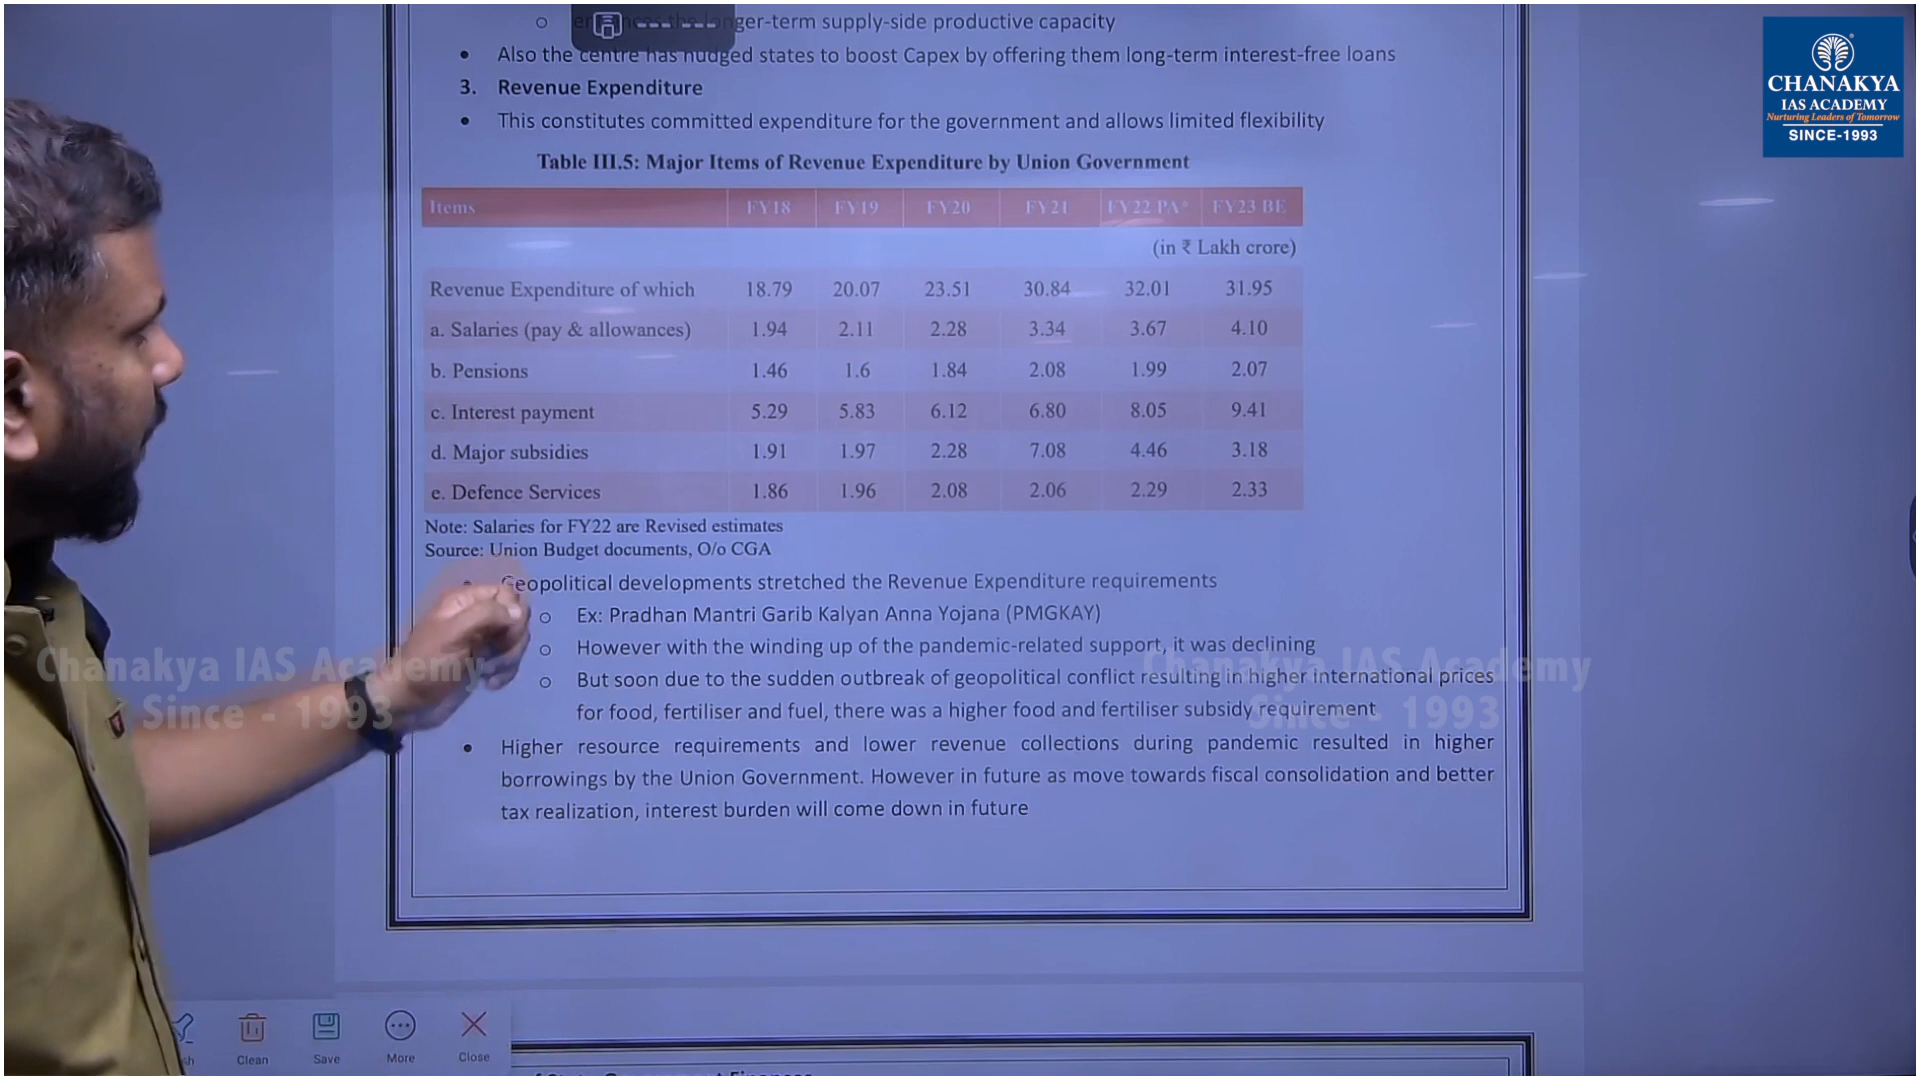 longer-term supply-side productive capacity
• Also the centre has nudged states to boost Capex by offering them long-term interest-free loans
3. Revenue Expenditure
• This constitutes committed expenditure for the government and allows limited flexibility
Table III.5: Major Items of Revenue Expenditure by Union Government
Items FY18 FY19 FY20 FY21 FY22 PA* FY23 BE
(in ₹ Lakh crore)
Revenue Expenditure of which 18.79 20.07 23.51 30.84 32.01 31.95
a. Salaries (pay & allowances) 1.94 2.11 2.28 3.34 3.67 4.10
b. Pensions 1.46 1.6 1.84 2.08 1.99 2.07
c. Interest payment 5.29 5.83 6.12 6.80 8.05 9.41
d. Major subsidies 1.91 1.97 2.28 7.08 4.46 3.18
e. Defence Services 1.86 1.96 2.08 2.06 2.29 2.33
Note: Salaries for FY22 are Revised estimates
Source: Union Budget documents, O/o CGA
• Geopolitical developments stretched the Revenue Expenditure requirements
o Ex: Pradhan Mantri Garib Kalyan Anna Yojana (PMGKAY)
o However with the winding up of the pandemic-related support, it was declining
o But soon due to the sudden outbreak of geopolitical conflict resulting in higher international prices
for food, fertiliser and fuel, there was a higher food and fertiliser subsidy requirement
• Higher resource requirements and lower revenue collections during pandemic resulted in higher
borrowings by the Union Government. However in future as move towards fiscal consolidation and better
tax realization, interest burden will come down in future
CHANAKYA
IAS ACADEMY
Nurturing Leaders of Tomorrow
SINCE-1993
Chanakya IAS Academy
Since - 1993
Chanakya IAS Academy
Since - 1993
Clean Save More Close